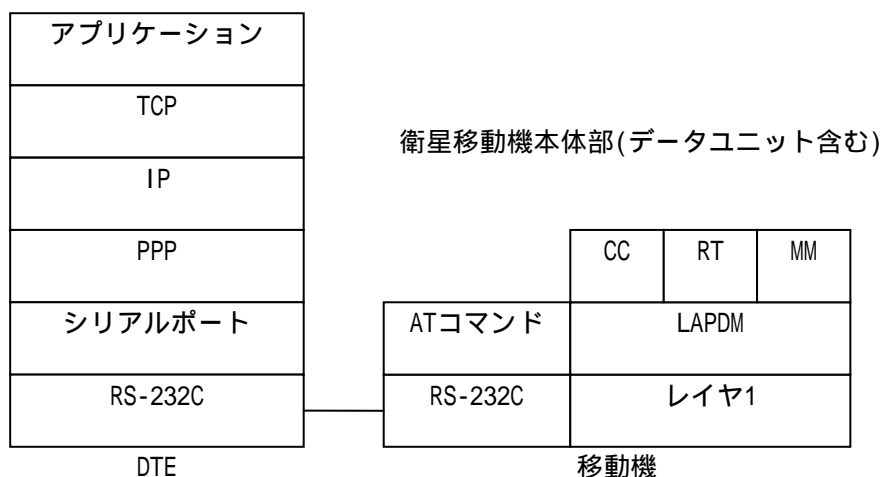 アプリケーション
TCP
衛星移動機本体部(データユニット含む)
IP
PPP
CC RT MM
シリアルポート
ATコマンド
LAPDM
RS-232C
RS-232C
レイヤ1
DTE
移動機